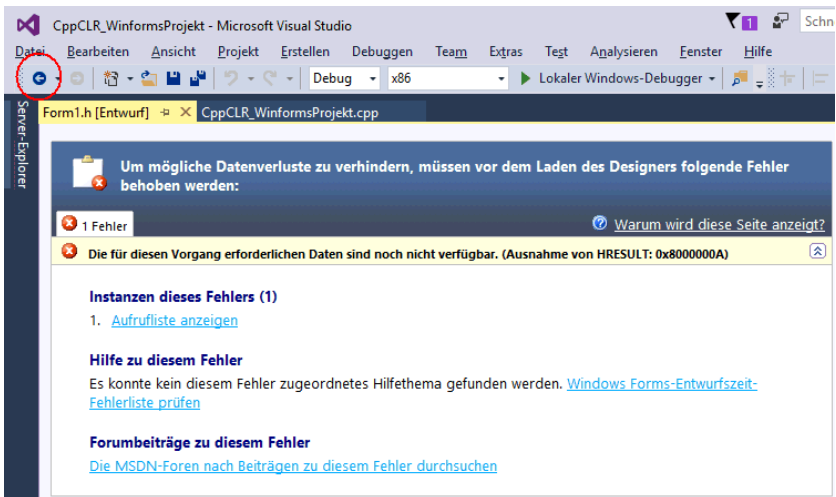 CppCLR_WinformsProjekt - Microsoft Visual Studio
1
Schn
Datei Bearbeiten Ansicht Projekt Erstellen Debuggen Team Extras Test Analysieren Fenster Hilfe
Debug x86 Lokaler Windows-Debugger
Server-Explorer
Form1.h [Entwurf] CppCLR_WinformsProjekt.cpp
Um mögliche Datenverluste zu verhindern, müssen vor dem Laden des Designers folgende Fehler
behoben werden:
1 Fehler
Warum wird diese Seite anzeigt?
Die für diesen Vorgang erforderlichen Daten sind noch nicht verfügbar. (Ausnahme von HRESULT: 0x8000000A)
Instanzen dieses Fehlers (1)
1. Aufrufliste anzeigen
Hilfe zu diesem Fehler
Es konnte kein diesem Fehler zugeordnetes Hilfethema gefunden werden. Windows Forms-Entwurfszeit-
Fehlerliste prüfen
Forumbeiträge zu diesem Fehler
Die MSDN-Foren nach Beiträgen zu diesem Fehler durchsuchen